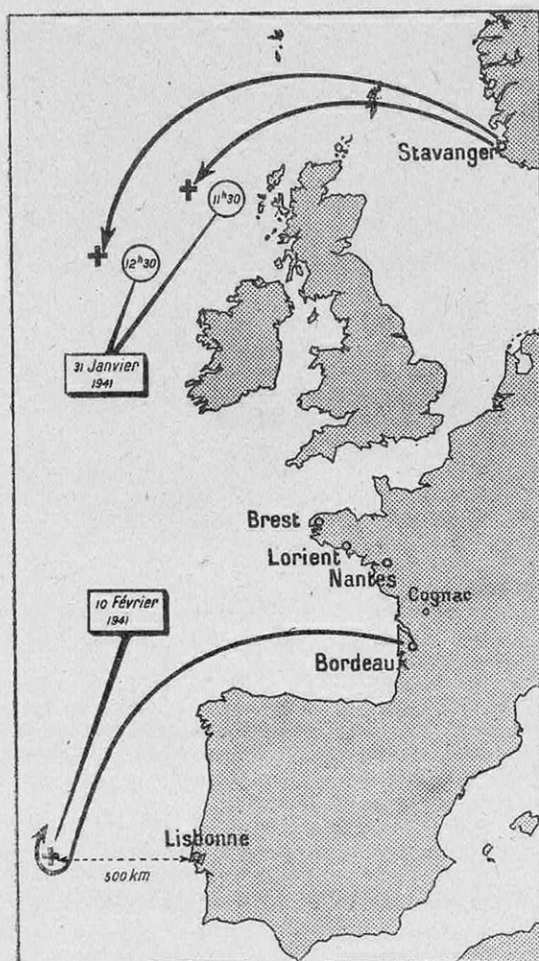 Stavanger
11ʰ30
12ʰ30
31 Janvier
1941
Brest
Lorient
Nantes
Cognac
10 Février
1941
Bordeaux
Lisbonne
500 km